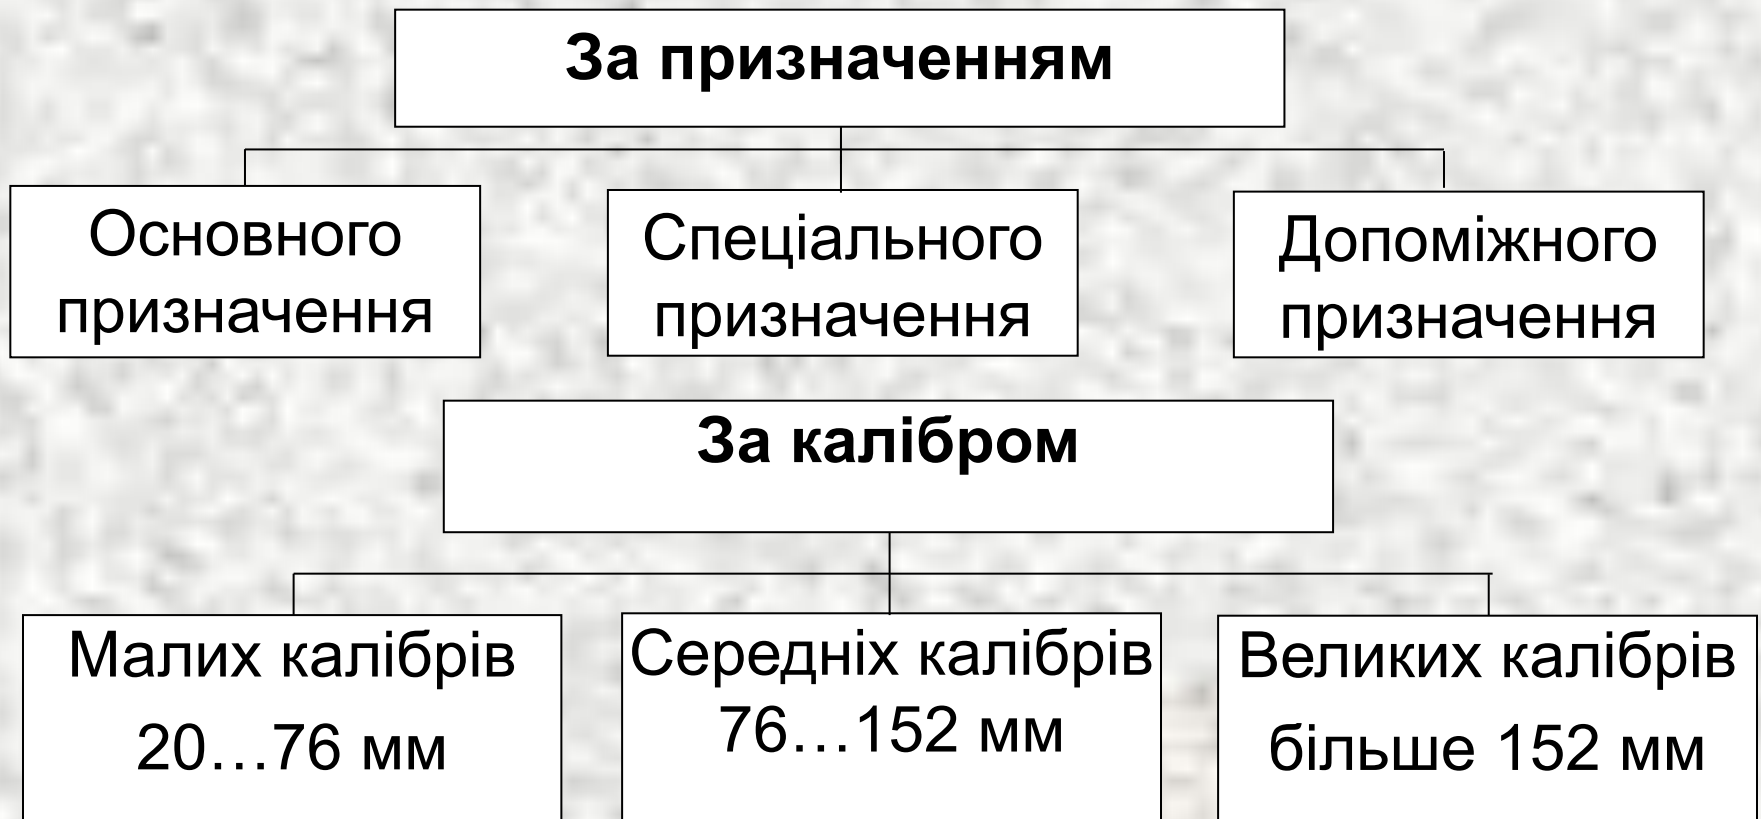 За призначенням
Основного
призначення
Спеціального
призначення
Допоміжного
призначення
За калібром
Малих калібрів
20…76 мм
Середніх калібрів
76…152 мм
Великих калібрів
більше 152 мм